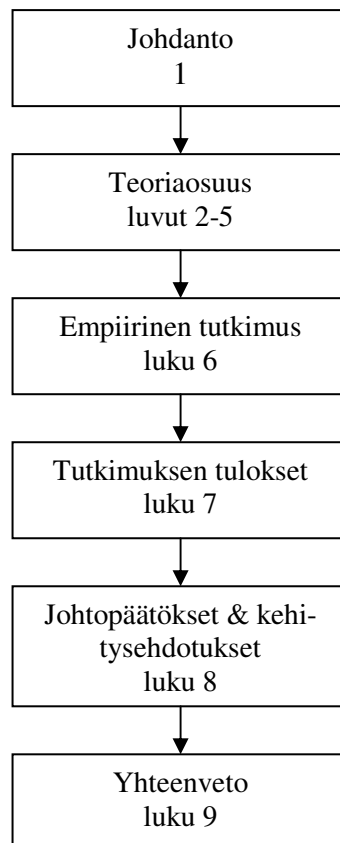 Johdanto
1
Teoriaosuus
luvut 2-5
Empiirinen tutkimus
luku 6
Tutkimuksen tulokset
luku 7
Johtopäätökset & kehi-
tysehdotukset
luku 8
Yhteenveto
luku 9